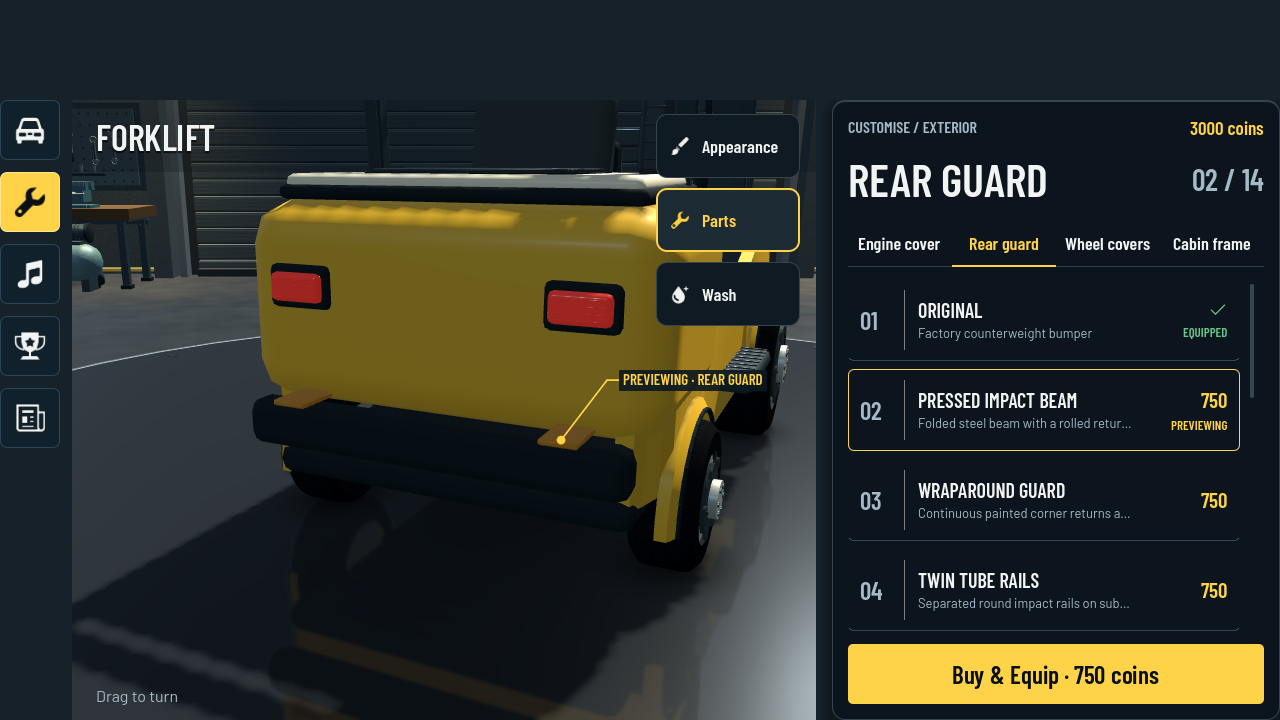 FORKLIFT
Appearance
Parts
Wash
PREVIEWING · REAR GUARD
Drag to turn
CUSTOMISE / EXTERIOR
3000 coins
REAR GUARD
02 / 14
Engine cover
Rear guard
Wheel covers
Cabin frame
01
ORIGINAL
Factory counterweight bumper
EQUIPPED
02
PRESSED IMPACT BEAM
Folded steel beam with a rolled retur...
750
PREVIEWING
03
WRAPAROUND GUARD
Continuous painted corner returns a...
750
04
TWIN TUBE RAILS
Separated round impact rails on sub...
750
Buy & Equip · 750 coins